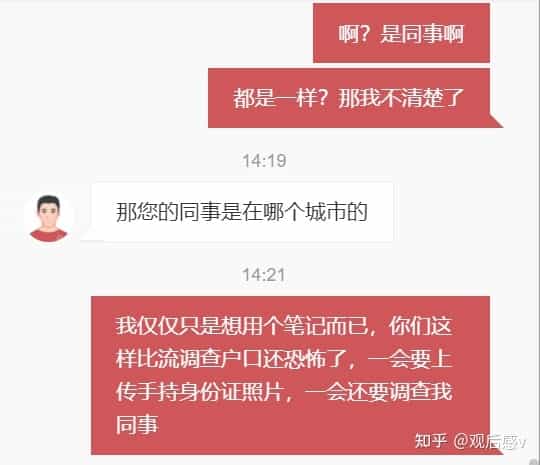 啊？是同事啊
都是一样？那我不清楚了
14:19
那您的同事是在哪个城市的
14:21
我仅仅只是想用个笔记而已，你们这
样比流调查户口还恐怖了，一会要上
传手持身份证照片，一会还要调查我
同事
知乎 @观后感v